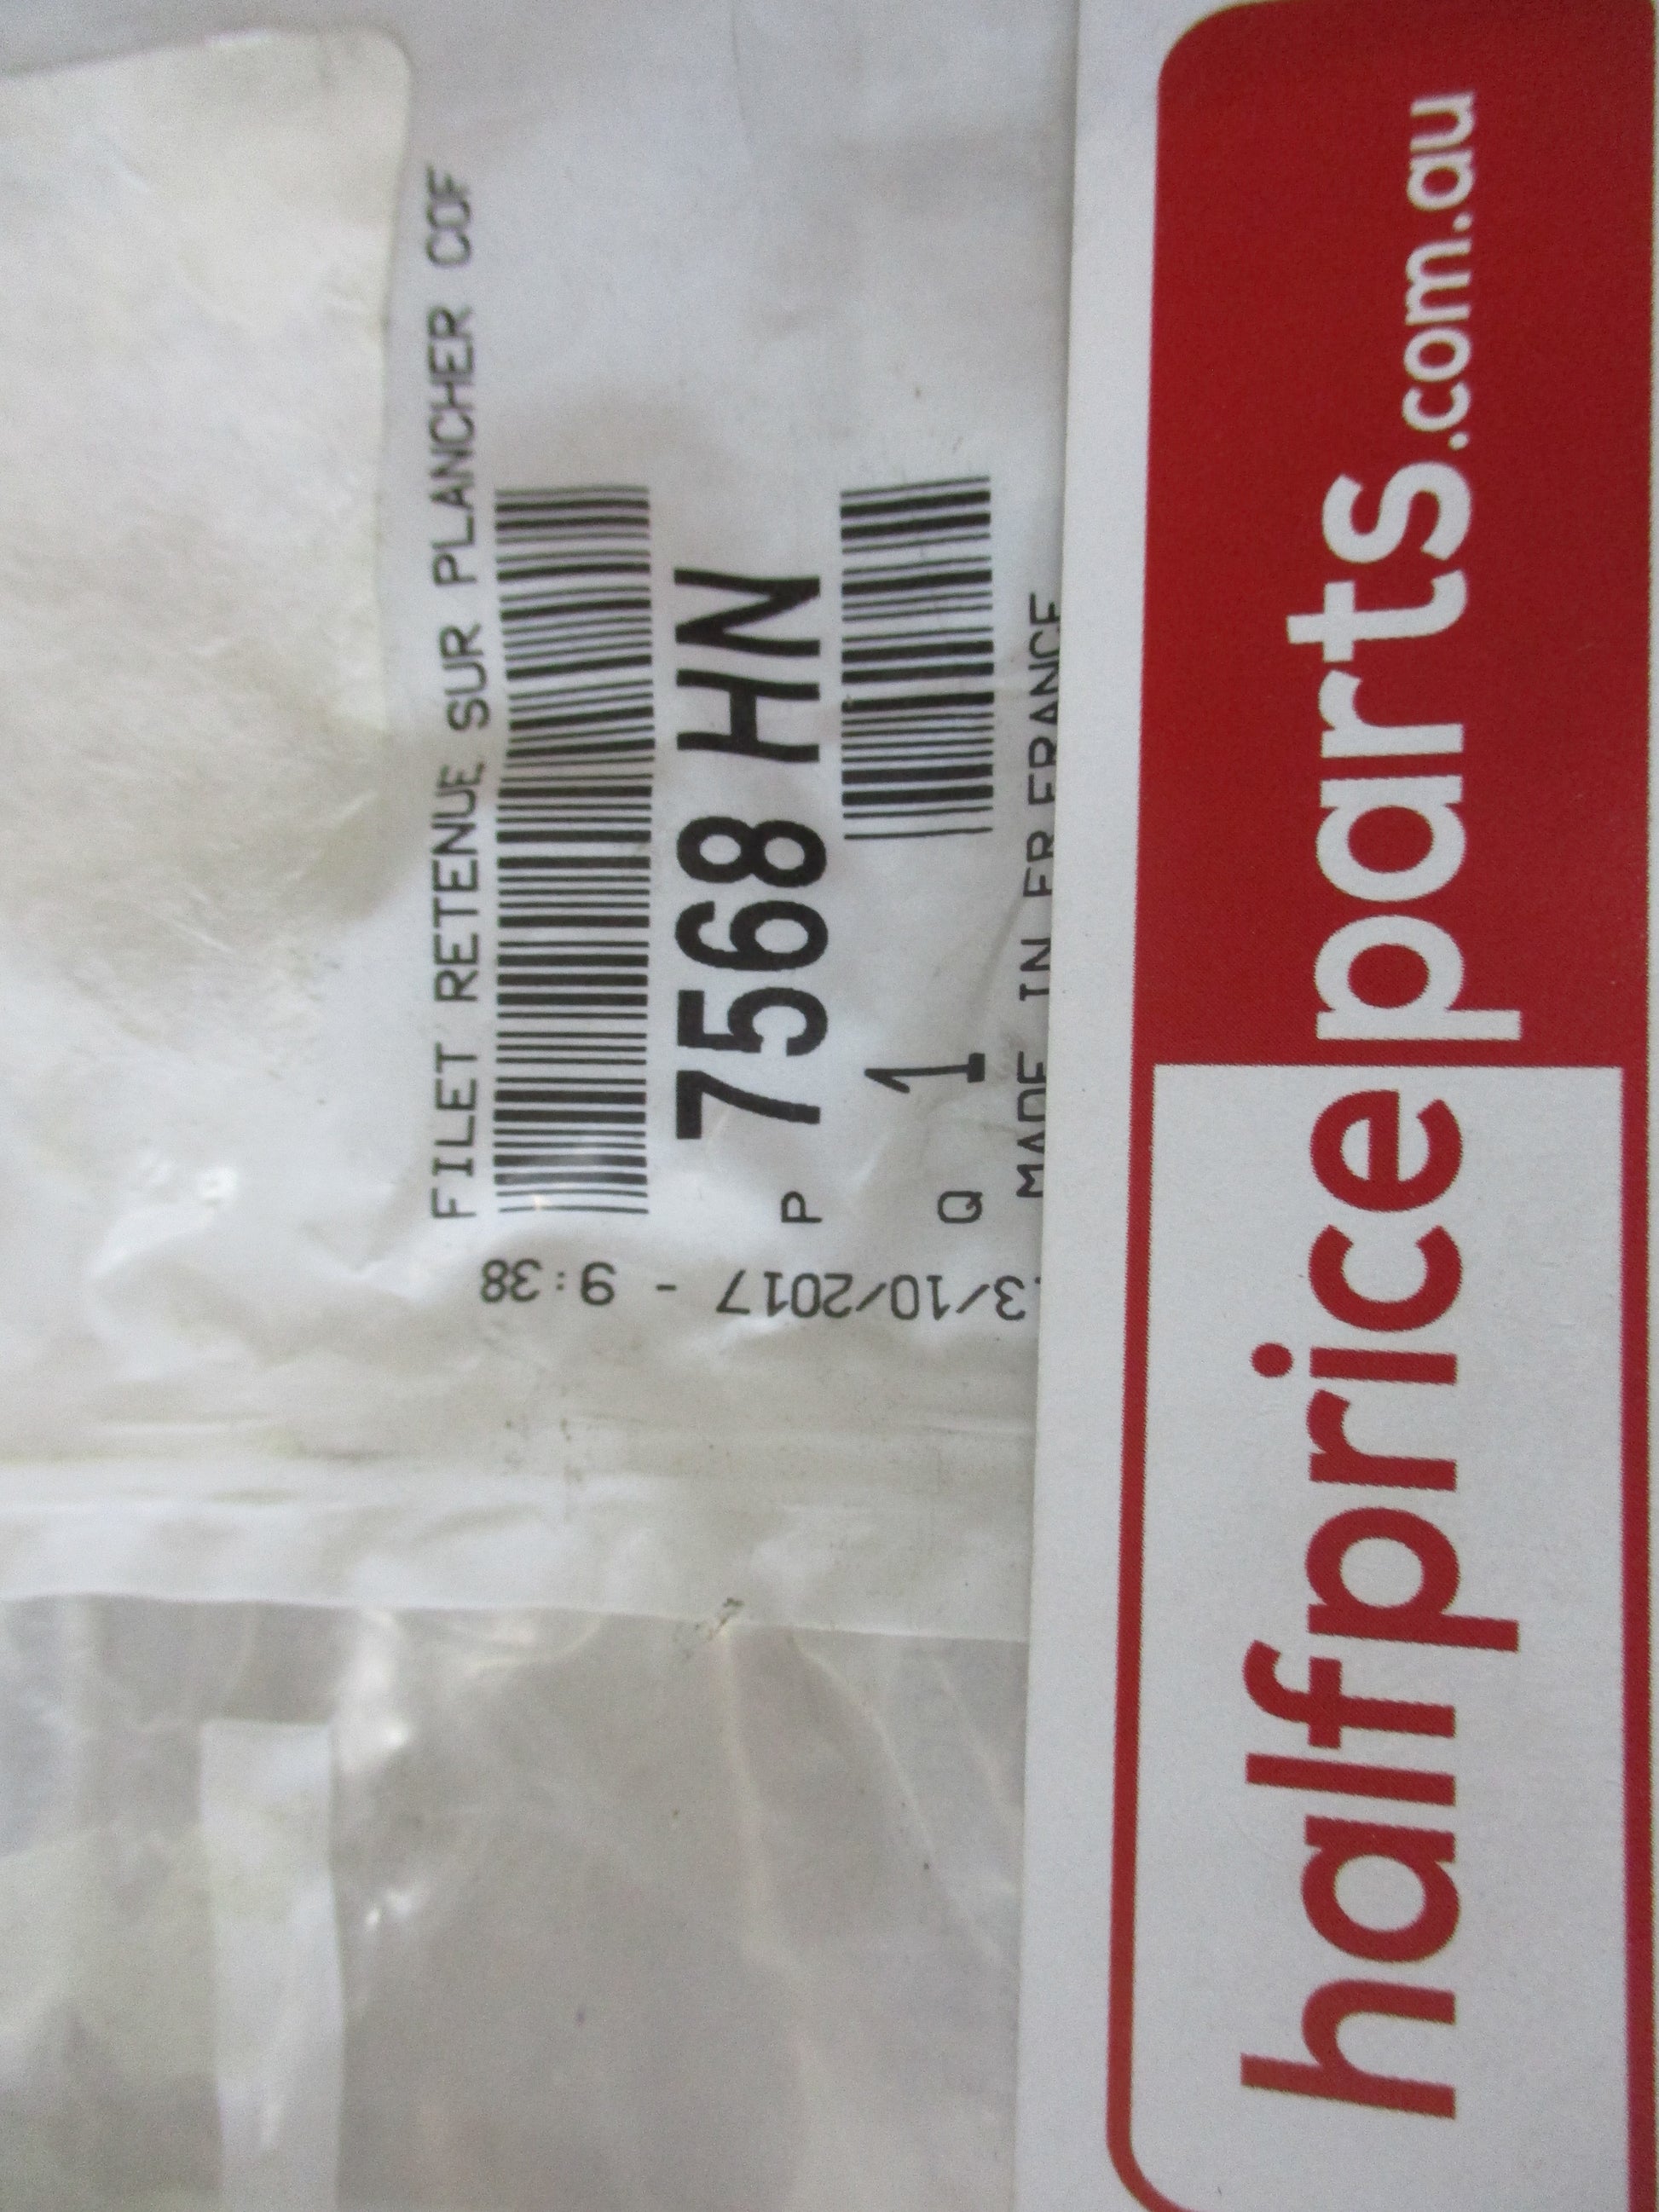 FILET RETENUE SUR PLANCHER COF
P 7568 HN
Q 1
MADE IN FR FRANCE
3/10/2017 - 9:38
halfpriceparts.com.au